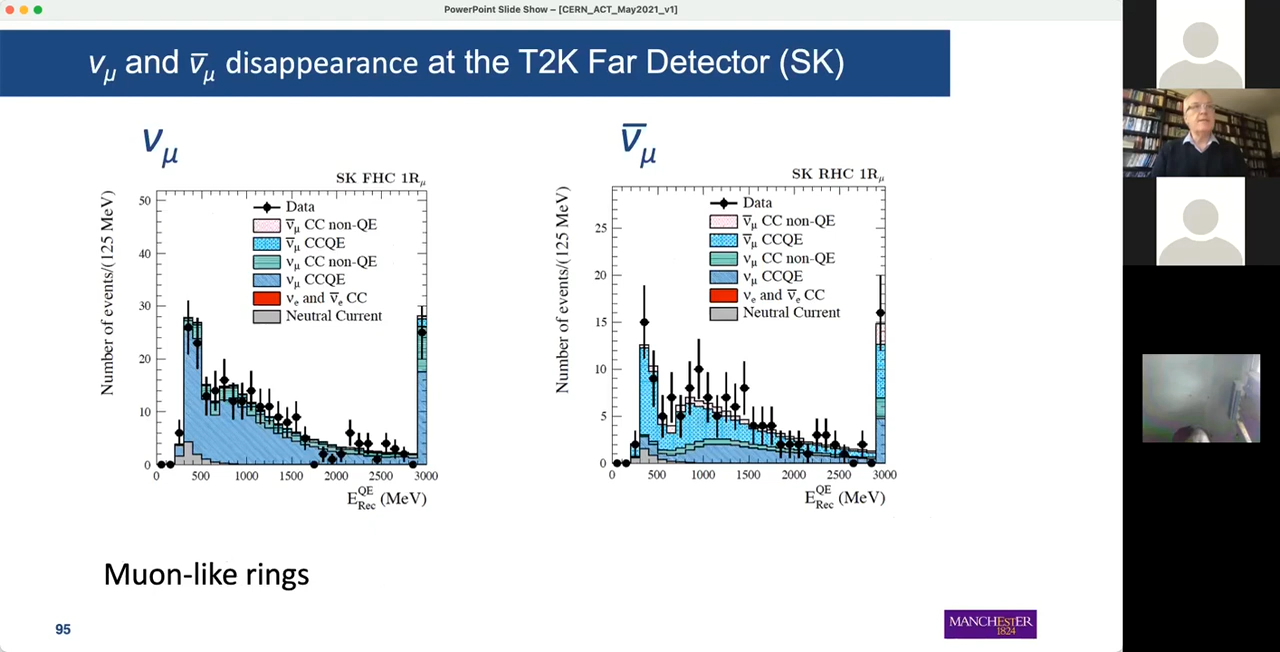 PowerPoint Slide Show – [CERN_ACT_May2021_v1]
νμ and ν̅μ disappearance at the T2K Far Detector (SK)
νμ
SK FHC 1Rμ
Number of events/(125 MeV)
50
40
30
20
10
0
Data
ν̅μ CC non-QE
ν̅μ CCQE
νμ CC non-QE
νμ CCQE
νe and ν̅e CC
Neutral Current
0 500 1000 1500 2000 2500 3000
E QE Rec (MeV)
ν̅μ
SK RHC 1Rμ
Number of events/(125 MeV)
25
20
15
10
5
0
Data
ν̅μ CC non-QE
ν̅μ CCQE
νμ CC non-QE
νμ CCQE
νe and ν̅e CC
Neutral Current
0 500 1000 1500 2000 2500 3000
E QE Rec (MeV)
Muon-like rings
95
MANCHESTER
1824